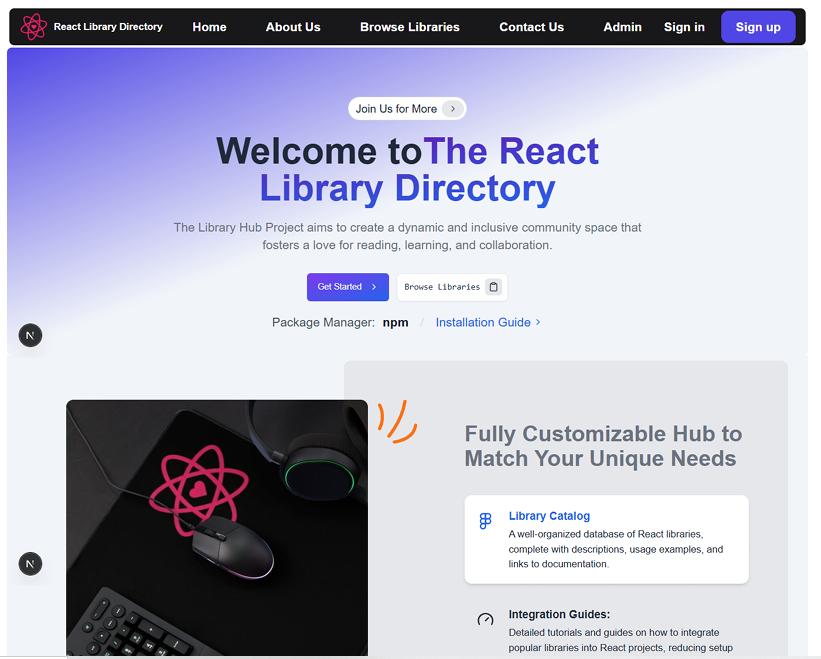 React Library Directory Home About Us Browse Libraries Contact Us Admin Sign in Sign up
Join Us for More
Welcome toThe React
Library Directory
The Library Hub Project aims to create a dynamic and inclusive community space that
fosters a love for reading, learning, and collaboration.
Get Started Browse Libraries
Package Manager: npm / Installation Guide
N
Fully Customizable Hub to
Match Your Unique Needs
Library Catalog
A well-organized database of React libraries,
complete with descriptions, usage examples, and
links to documentation.
N
Integration Guides:
Detailed tutorials and guides on how to integrate
popular libraries into React projects, reducing setup